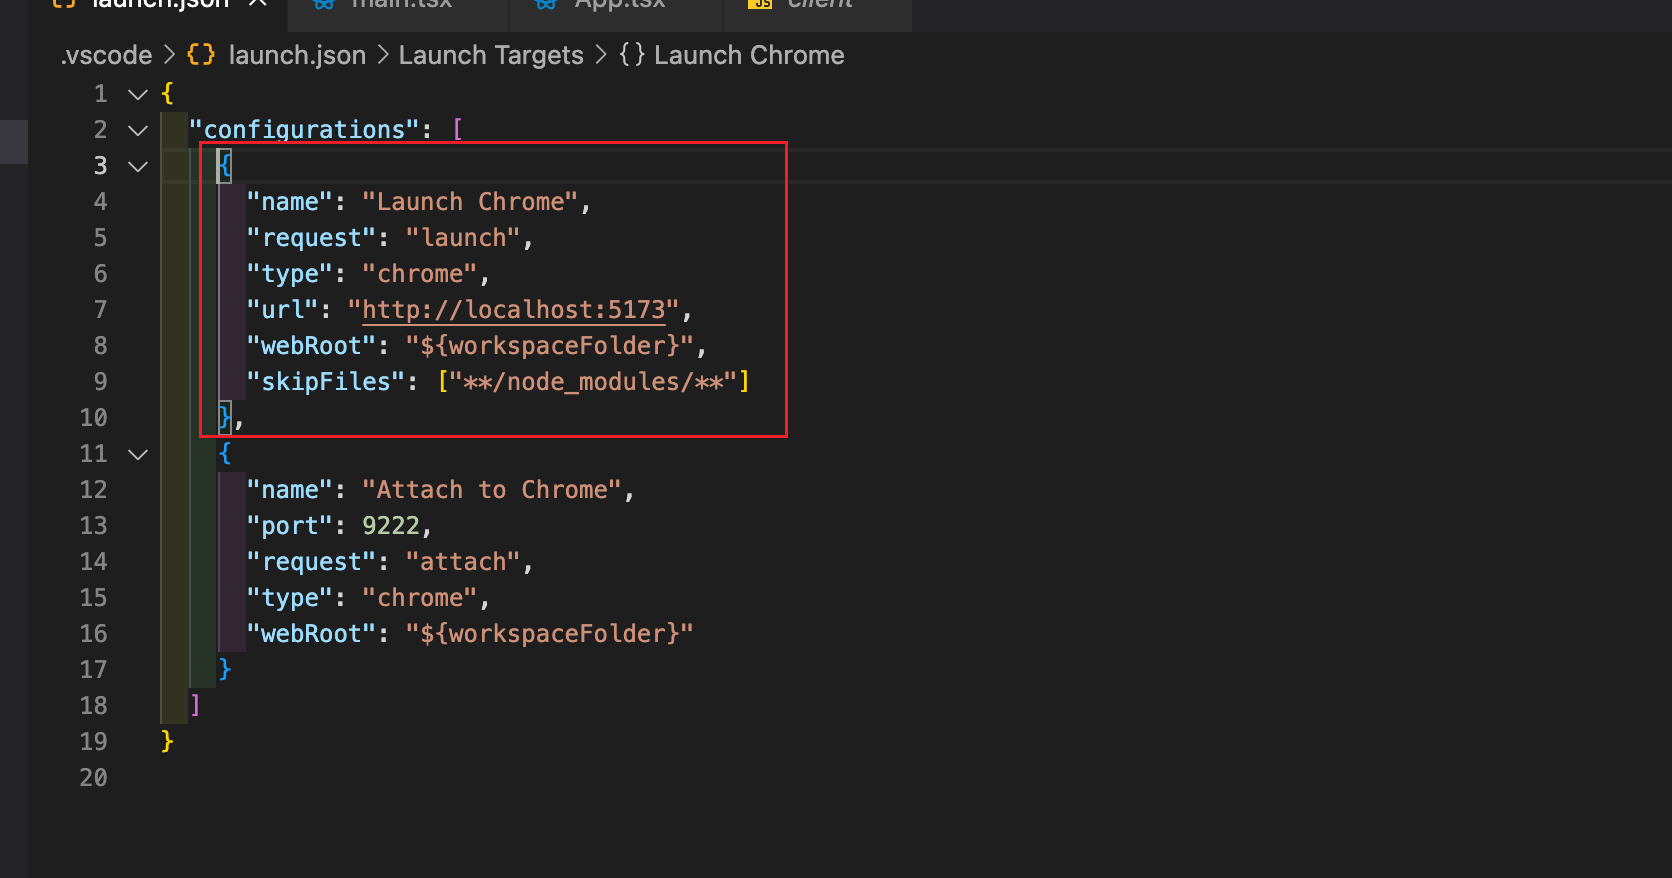 launch.json main.tsx App.tsx JS client
.vscode > {} launch.json > Launch Targets > {} Launch Chrome
1 {
2 "configurations": [
3 {
4 "name": "Launch Chrome",
5 "request": "launch",
6 "type": "chrome",
7 "url": "http://localhost:5173",
8 "webRoot": "${workspaceFolder}",
9 "skipFiles": ["**/node_modules/**"]
10 },
11 {
12 "name": "Attach to Chrome",
13 "port": 9222,
14 "request": "attach",
15 "type": "chrome",
16 "webRoot": "${workspaceFolder}"
17 }
18 ]
19 }
20